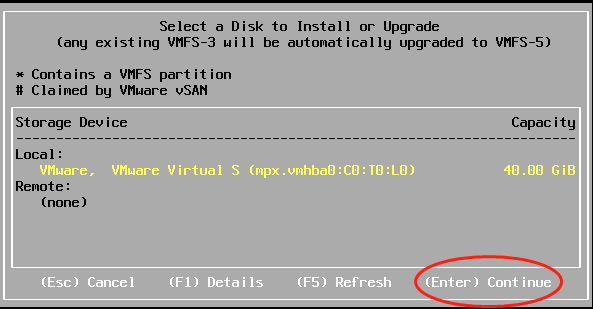 Select a Disk to Install or Upgrade
(any existing VMFS-3 will be automatically upgraded to VMFS-5)
* Contains a VMFS partition
# Claimed by VMware vSAN
Storage Device Capacity
Local:
VMware, VMware Virtual S (mpx.vmhba0:C0:T0:L0) 40.00 GiB
Remote:
(none)
(Esc) Cancel (F1) Details (F5) Refresh (Enter) Continue